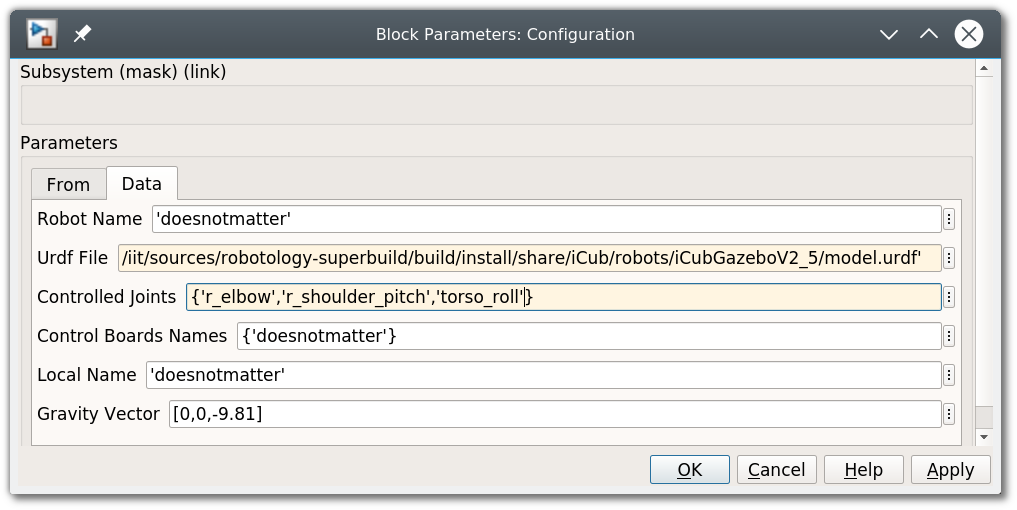 Block Parameters: Configuration
Subsystem (mask) (link)
Parameters
From Data
Robot Name 'doesnotmatter'
Urdf File /iit/sources/robotology-superbuild/build/install/share/iCub/robots/iCubGazeboV2_5/model.urdf'
Controlled Joints {'r_elbow','r_shoulder_pitch','torso_roll'}
Control Boards Names {'doesnotmatter'}
Local Name 'doesnotmatter'
Gravity Vector [0,0,-9.81]
OK Cancel Help Apply